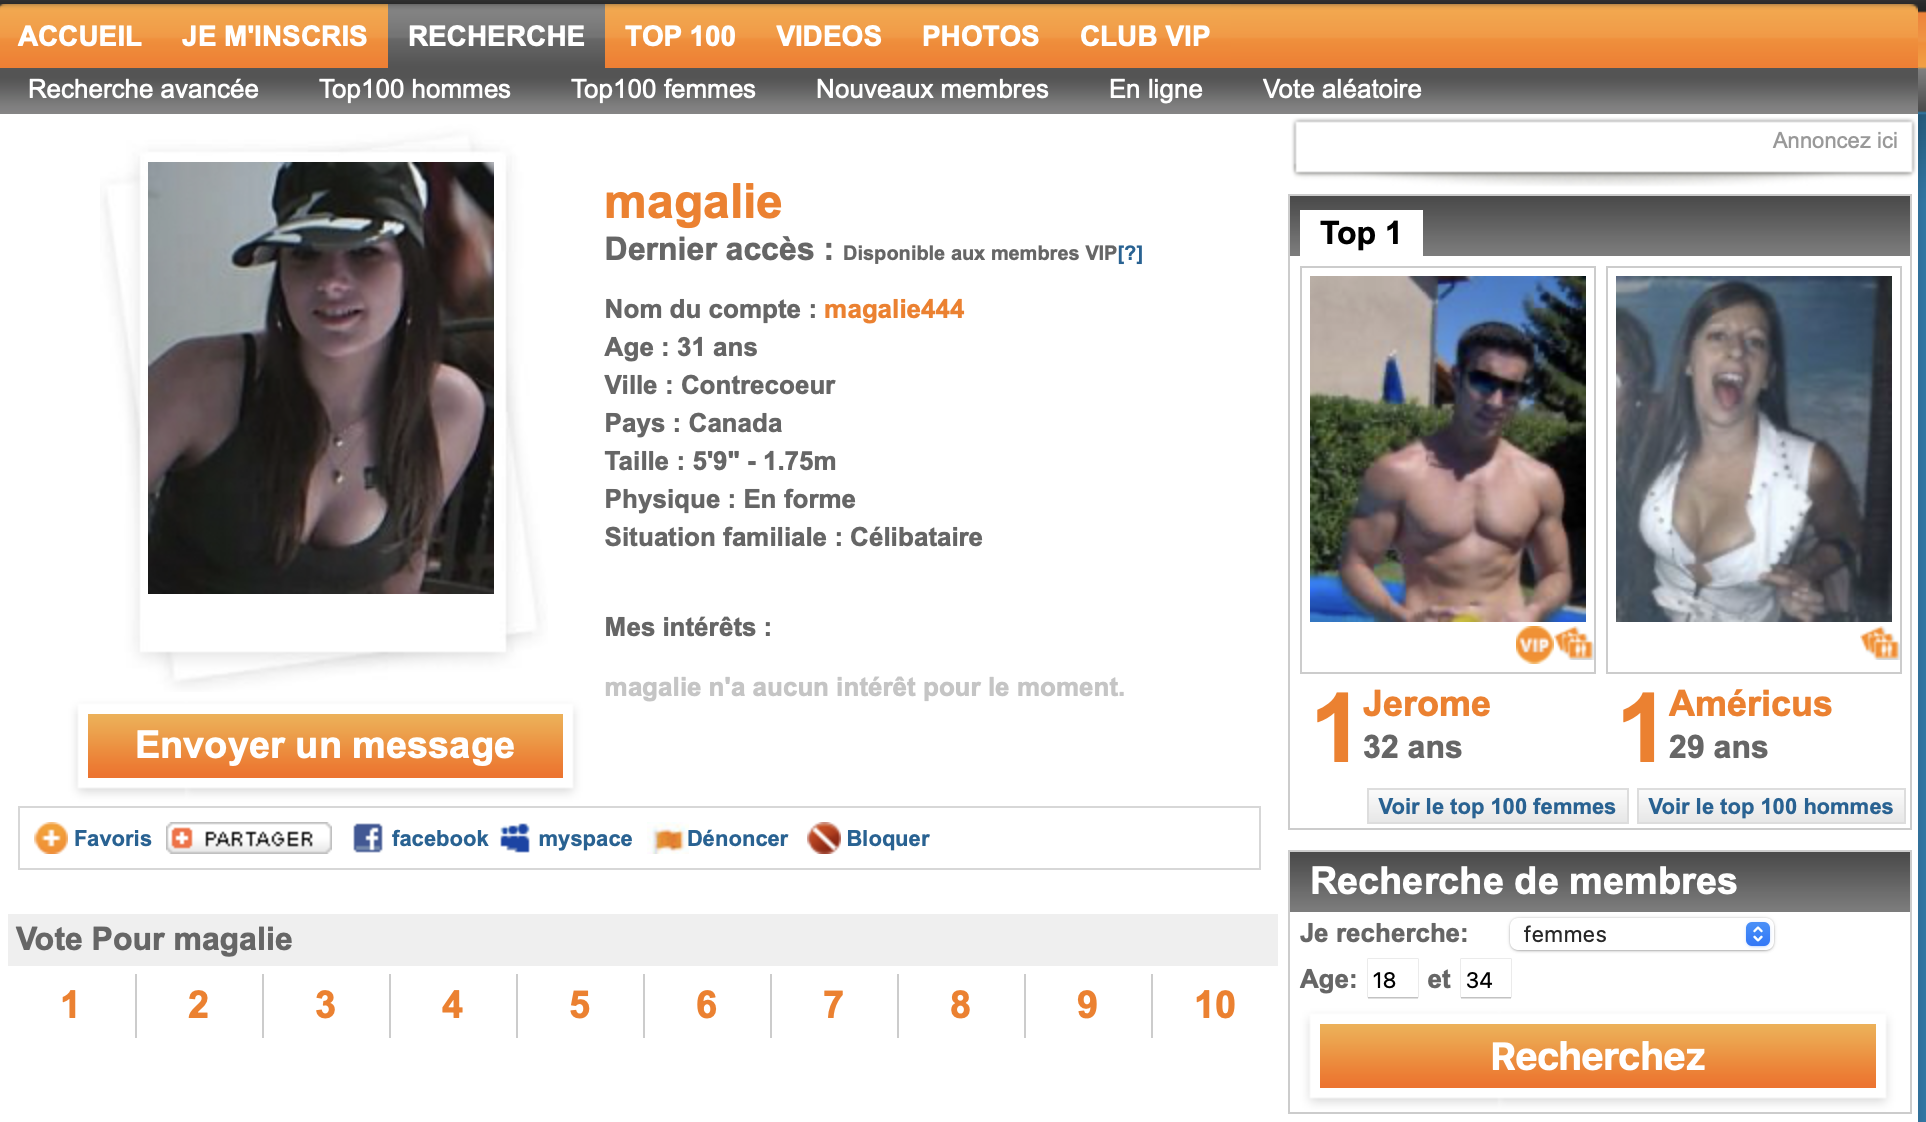 ACCUEIL JE M'INSCRIS RECHERCHE TOP 100 VIDEOS PHOTOS CLUB VIP
Recherche avancée Top100 hommes Top100 femmes Nouveaux membres En ligne Vote aléatoire
magalie
Dernier accès : Disponible aux membres VIP[?]
Nom du compte : magalie444
Age : 31 ans
Ville : Contrecoeur
Pays : Canada
Taille : 5'9" - 1.75m
Physique : En forme
Situation familiale : Célibataire
Mes intérêts :
magalie n'a aucun intérêt pour le moment.
Envoyer un message
Favoris PARTAGER facebook myspace Dénoncer Bloquer
Vote Pour magalie
1 2 3 4 5 6 7 8 9 10
Annoncez ici
Top 1
VIP
1 Jerome
32 ans
1 Américus
29 ans
Voir le top 100 femmes Voir le top 100 hommes
Recherche de membres
Je recherche: femmes
Age: 18 et 34
Recherchez